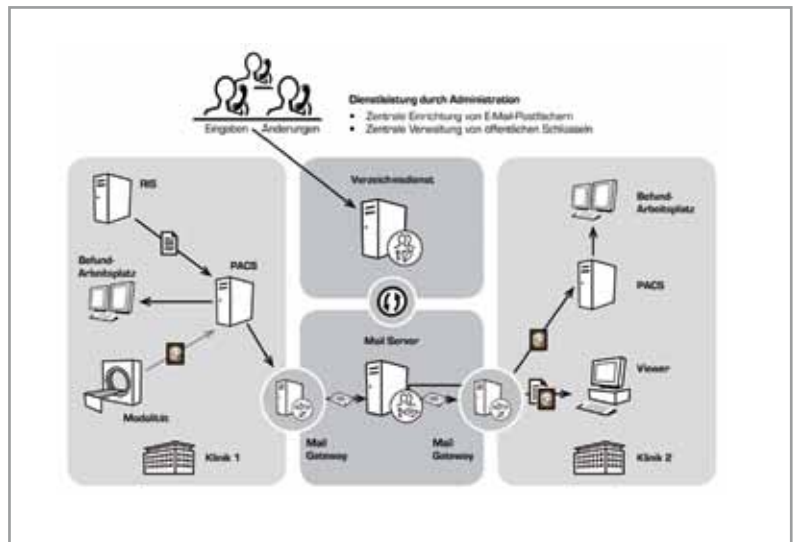 Dienstleistung durch Administration
• Zentrale Einrichtung von E-Mail-Postfächern
• Zentrale Verwaltung von öffentlichen Schlüsseln
Eingaben
Änderungen
RIS
Befund-
Arbeitsplatz
PACS
Modalität
Klinik 1
Verzeichnisdienst
Mail Server
Mail
Gateway
Mail
Gateway
Befund-
Arbeitsplatz
PACS
Viewer
Klinik 2